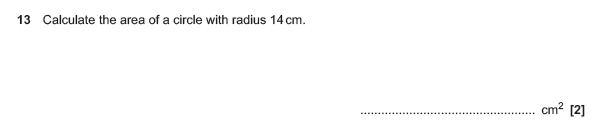 13 Calculate the area of a circle with radius 14 cm.
.................................................. cm² [2]